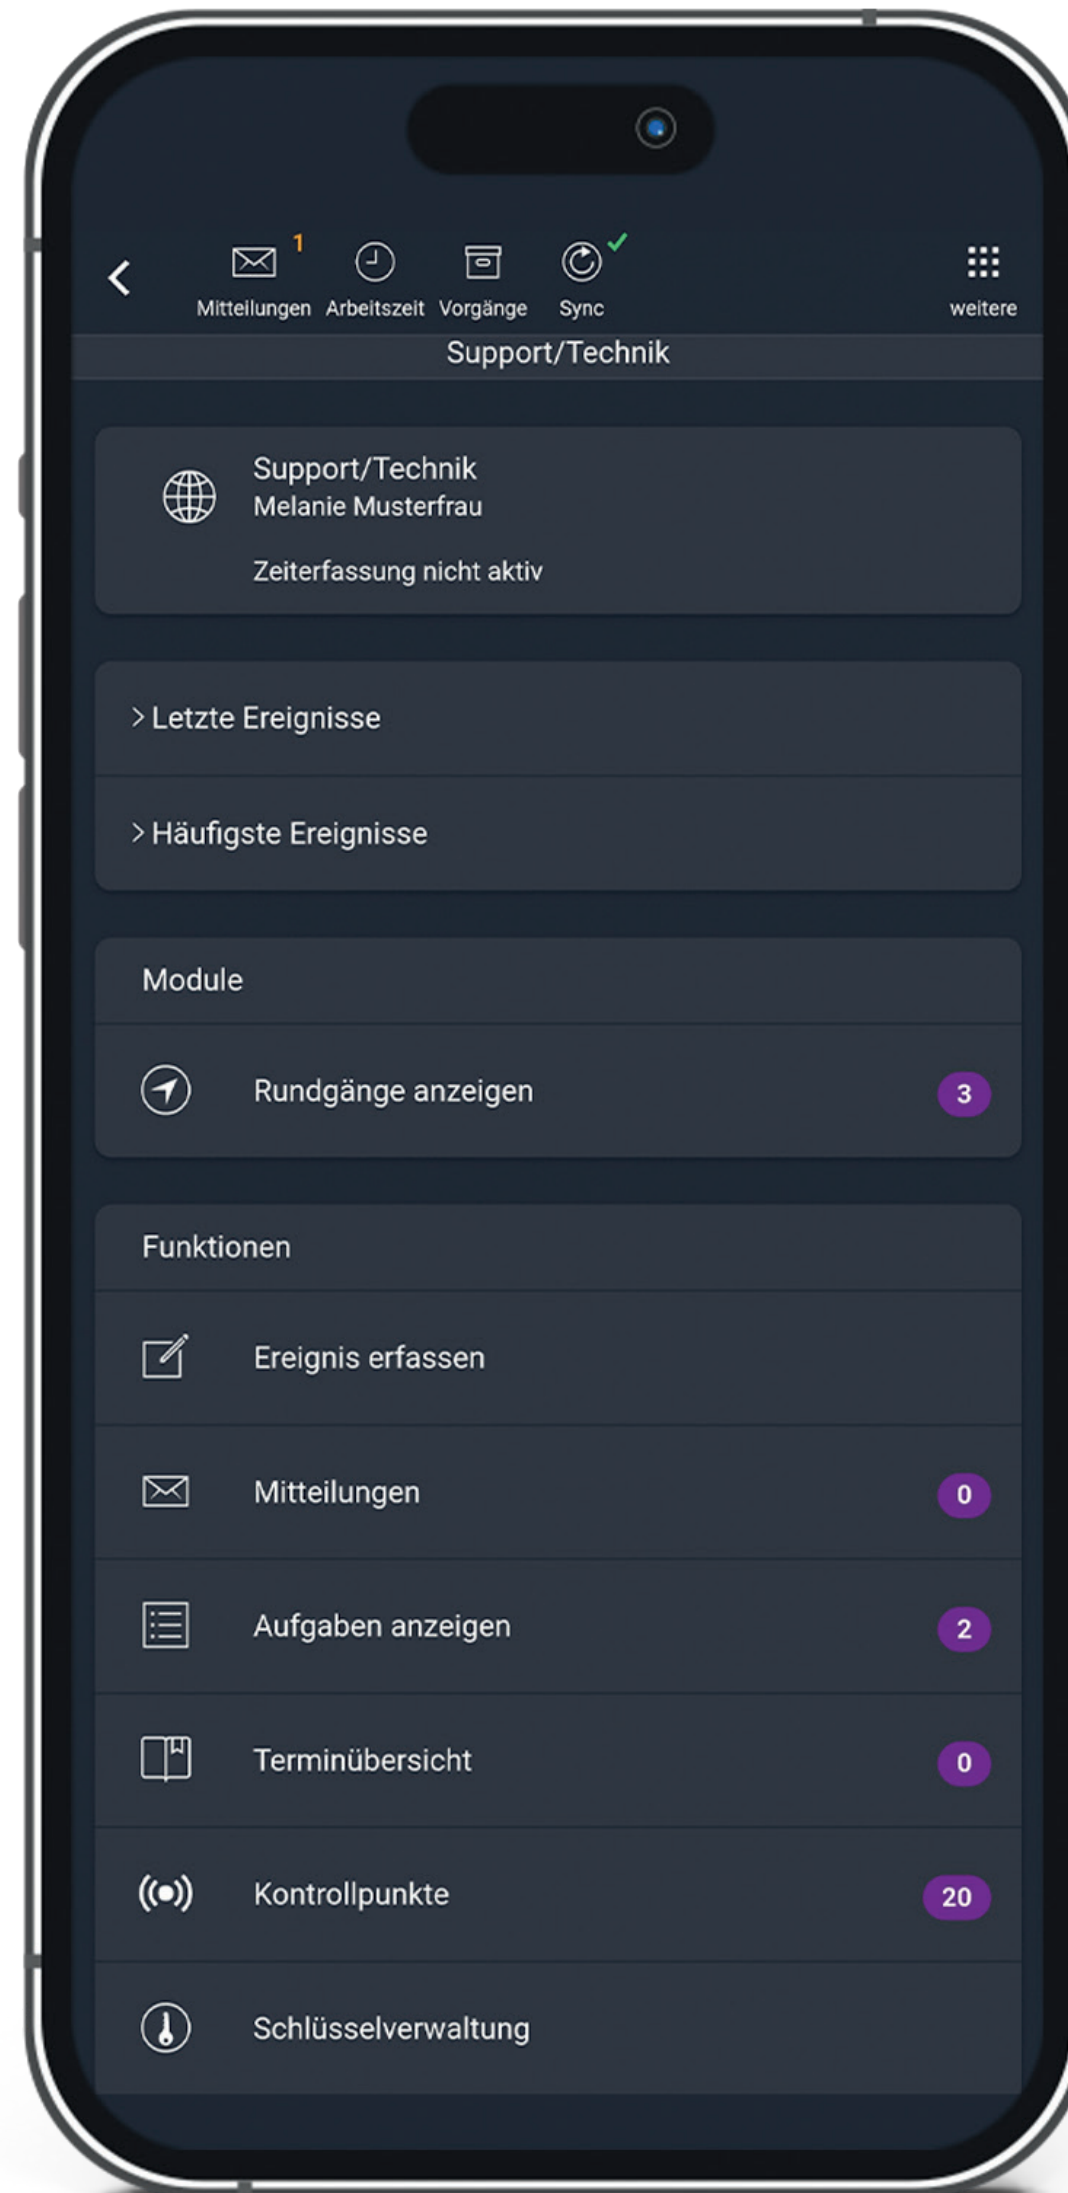 1
Mitteilungen Arbeitszeit Vorgänge Sync weitere
Support/Technik
Support/Technik
Melanie Musterfrau
Zeiterfassung nicht aktiv
> Letzte Ereignisse
> Häufigste Ereignisse
Module
Rundgänge anzeigen 3
Funktionen
Ereignis erfassen
Mitteilungen 0
Aufgaben anzeigen 2
Terminübersicht 0
Kontrollpunkte 20
Schlüsselverwaltung